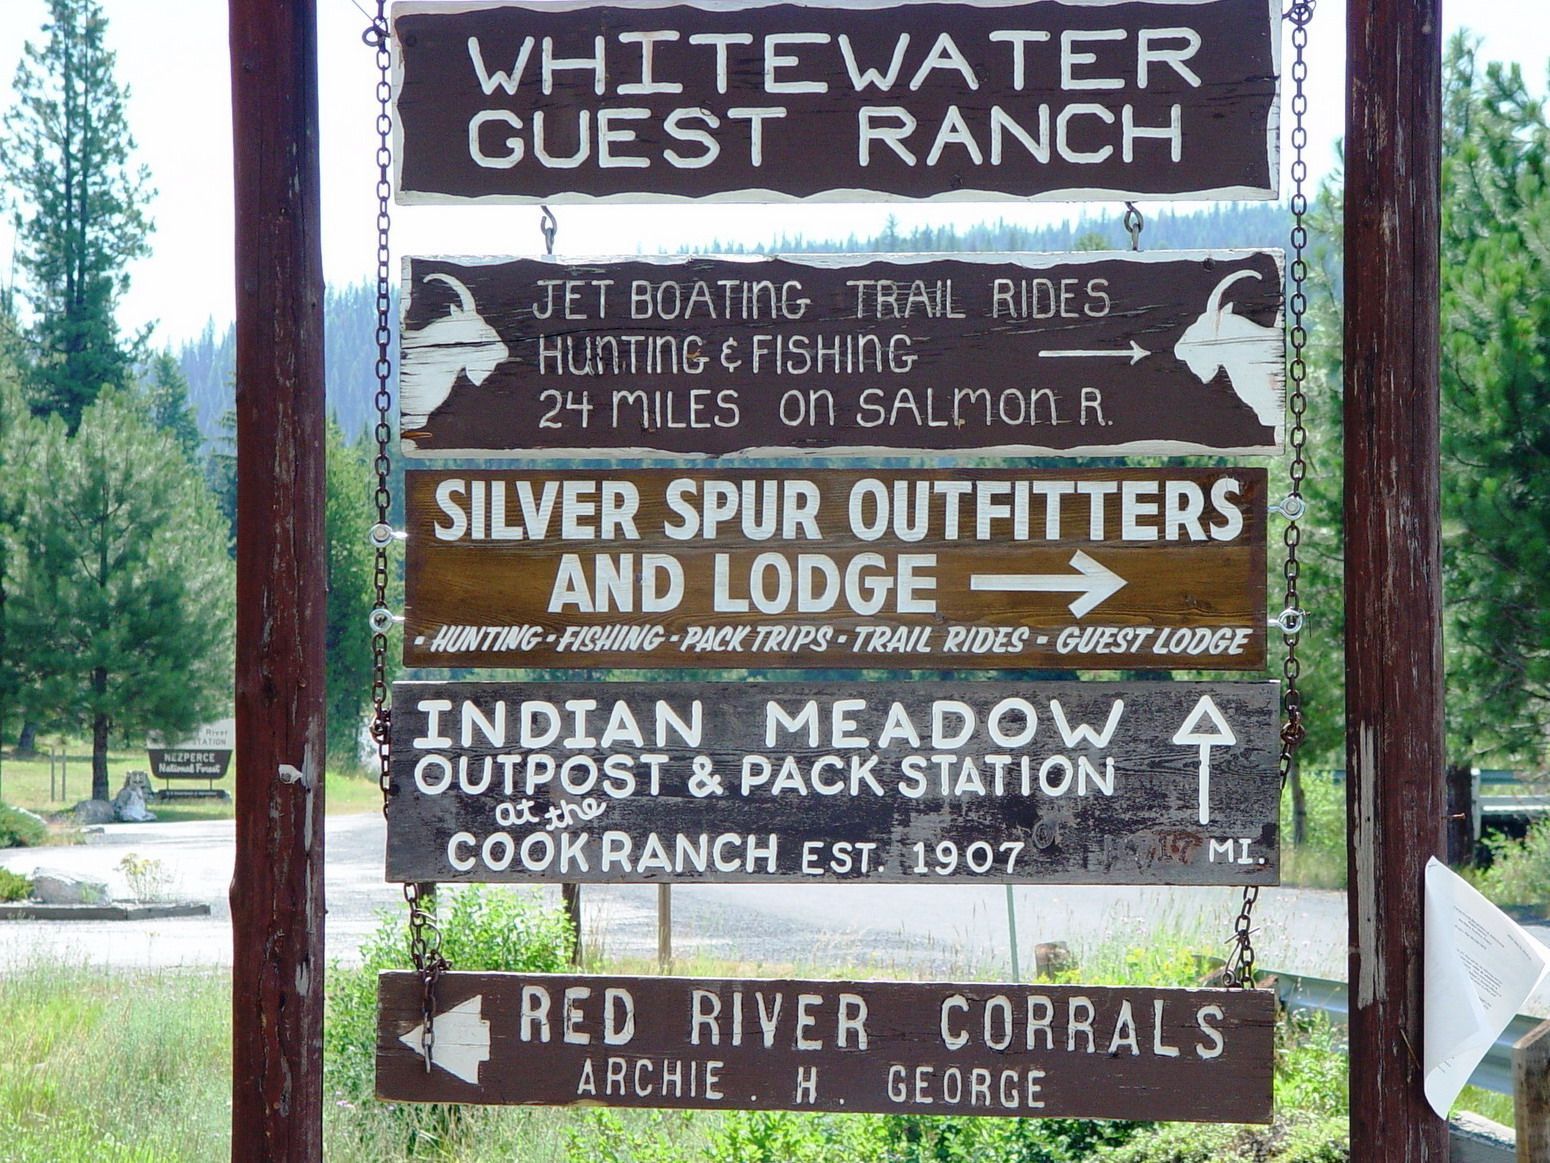 WHITEWATER
GUEST RANCH
JET BOATING TRAIL RIDES
HUNTING & FISHING
24 MILES ON SALMON R.
SILVER SPUR OUTFITTERS
AND LODGE
· HUNTING · FISHING · PACK TRIPS · TRAIL RIDES · GUEST LODGE
INDIAN MEADOW
OUTPOST & PACK STATION
at the
COOK RANCH EST. 1907
MI.
RED RIVER CORRALS
ARCHIE . H . GEORGE
River
STATION
NEZPERCE
National Forest